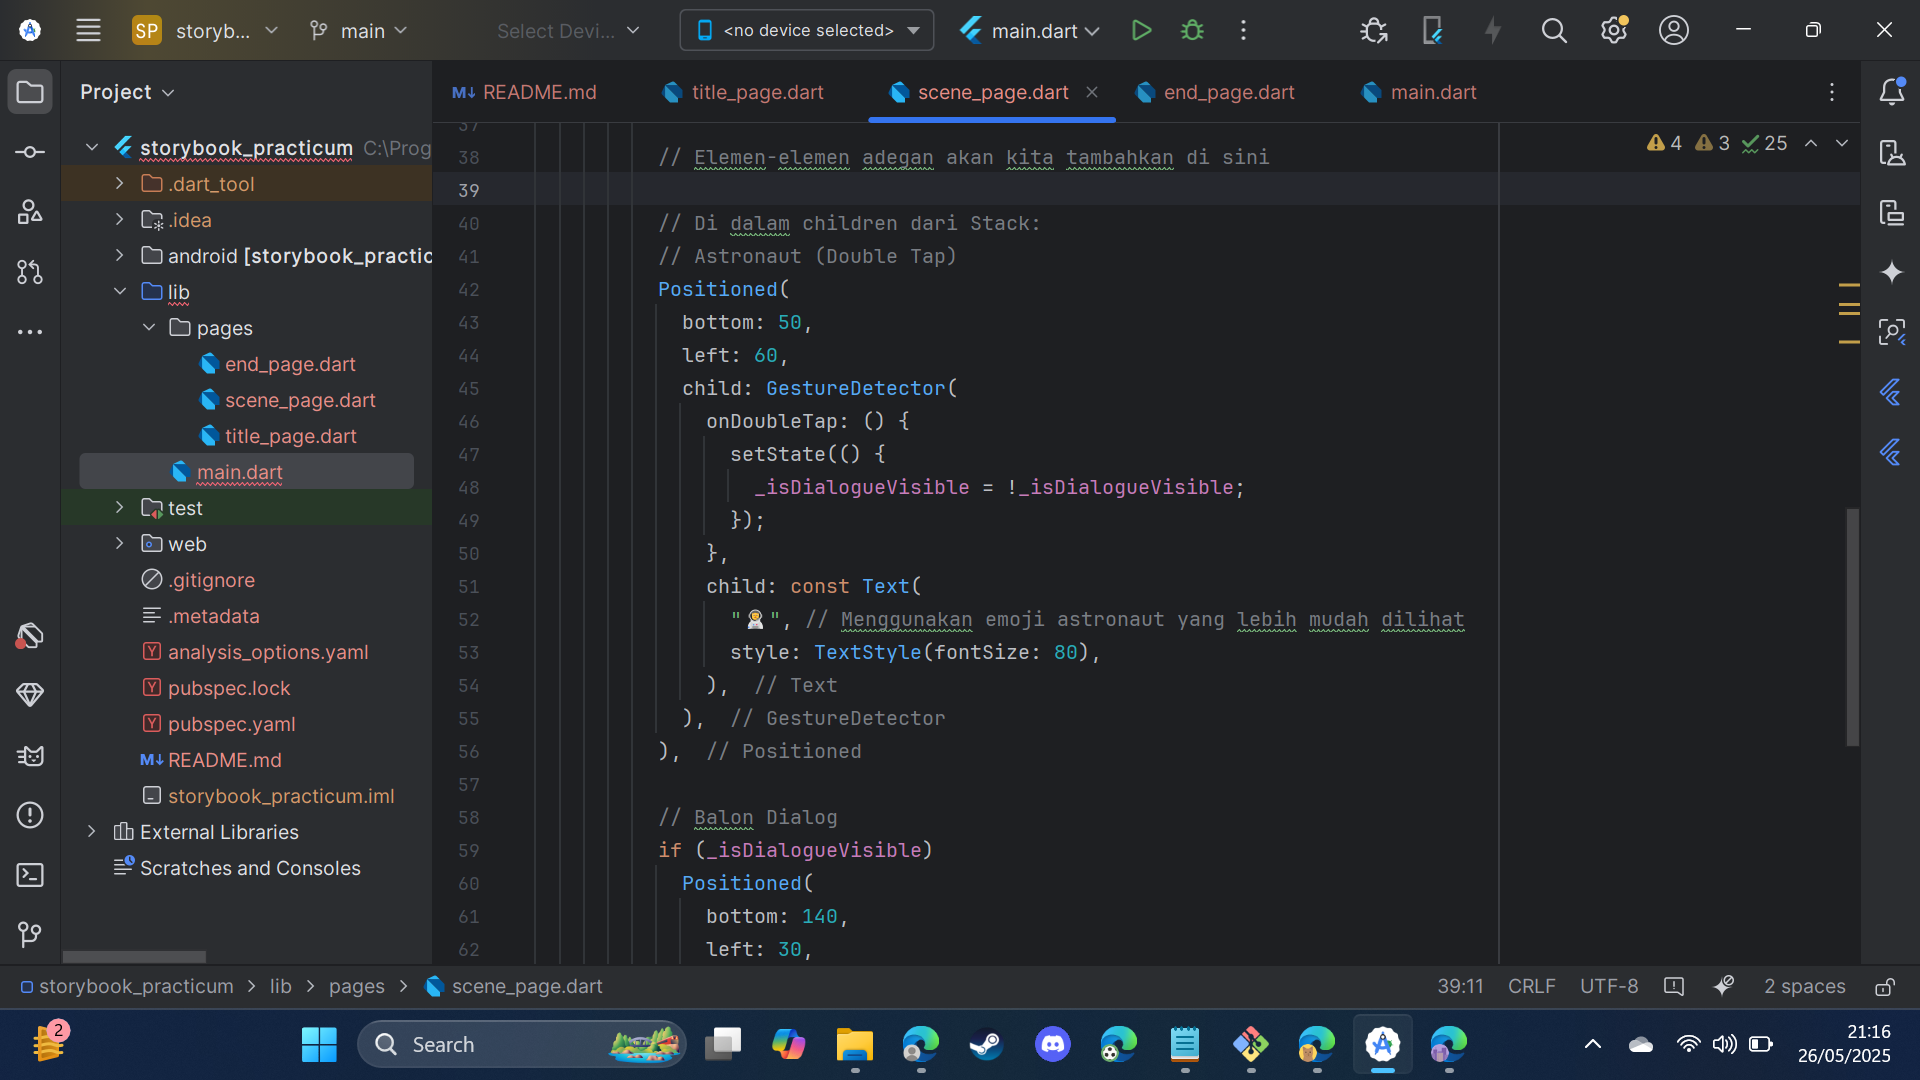 SP storyb... main Select Devi... <no device selected> main.dart
Project
README.md title_page.dart scene_page.dart end_page.dart main.dart
storybook_practicum C:\Prog
.dart_tool
.idea
android [storybook_practic
lib
pages
end_page.dart
scene_page.dart
title_page.dart
main.dart
test
web
.gitignore
.metadata
analysis_options.yaml
pubspec.lock
pubspec.yaml
README.md
storybook_practicum.iml
External Libraries
Scratches and Consoles
4 3 25
37
38 // Elemen-elemen adegan akan kita tambahkan di sini
39
40 // Di dalam children dari Stack:
41 // Astronaut (Double Tap)
42 Positioned(
43 bottom: 50,
44 left: 60,
45 child: GestureDetector(
46 onDoubleTap: () {
47 setState(() {
48 _isDialogueVisible = !_isDialogueVisible;
49 });
50 },
51 child: const Text(
52 "👩‍🚀", // Menggunakan emoji astronaut yang lebih mudah dilihat
53 style: TextStyle(fontSize: 80),
54 ), // Text
55 ), // GestureDetector
56 ), // Positioned
57
58 // Balon Dialog
59 if (_isDialogueVisible)
60 Positioned(
61 bottom: 140,
62 left: 30,
storybook_practicum > lib > pages > scene_page.dart
39:11 CRLF UTF-8 2 spaces
2
Search
21:16
26/05/2025